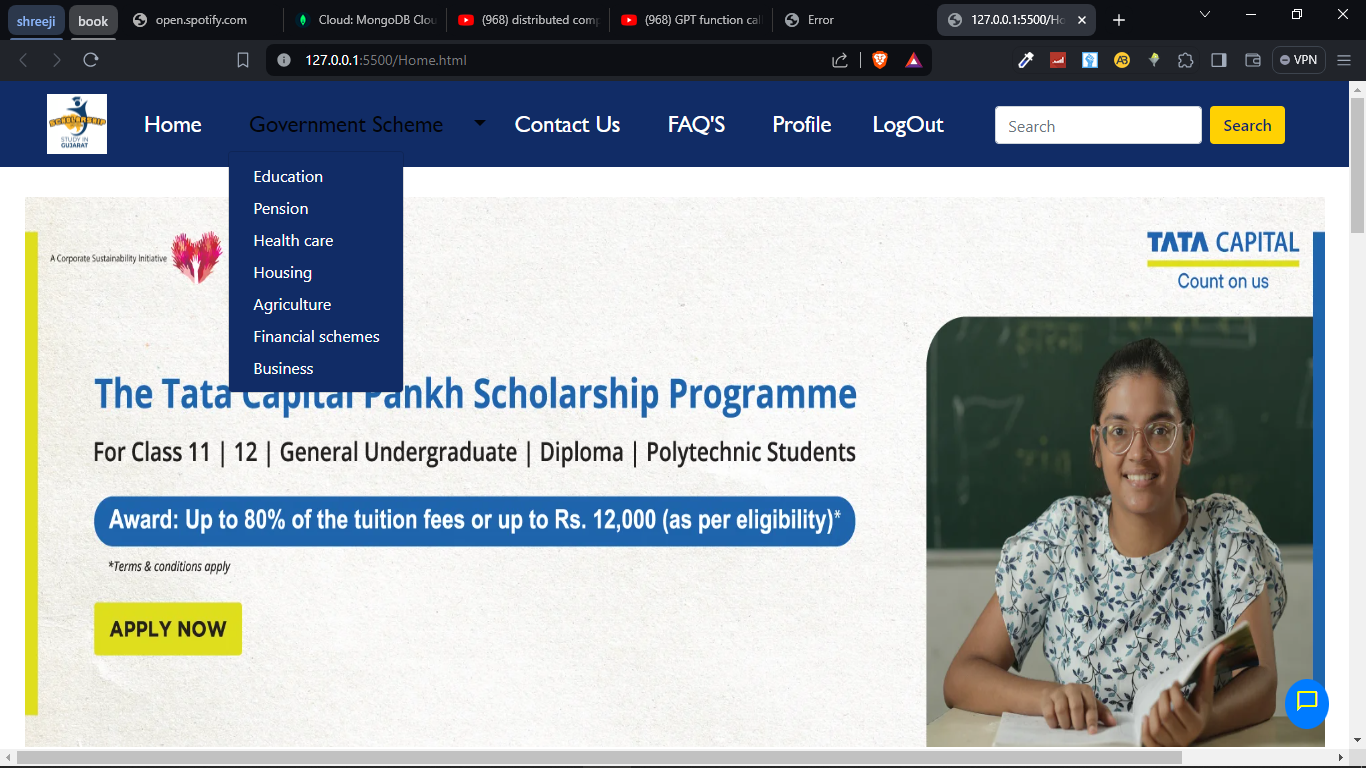 shreeji
book
open.spotify.com
Cloud: MongoDB Clou
(968) distributed comp
(968) GPT function cal
Error
127.0.0.1:5500/Ho
127.0.0.1:5500/Home.html
VPN
SCHOLARSHIP
STUDY IN
GUJARAT
Home
Government Scheme
Contact Us
FAQ'S
Profile
LogOut
Search
Search
Education
Pension
Health care
Housing
Agriculture
Financial schemes
Business
A Corporate Sustainability Initiative
TATA CAPITAL
Count on us
The Tata Capital Pankh Scholarship Programme
For Class 11 | 12 | General Undergraduate | Diploma | Polytechnic Students
Award: Up to 80% of the tuition fees or up to Rs. 12,000 (as per eligibility)*
*Terms & conditions apply
APPLY NOW